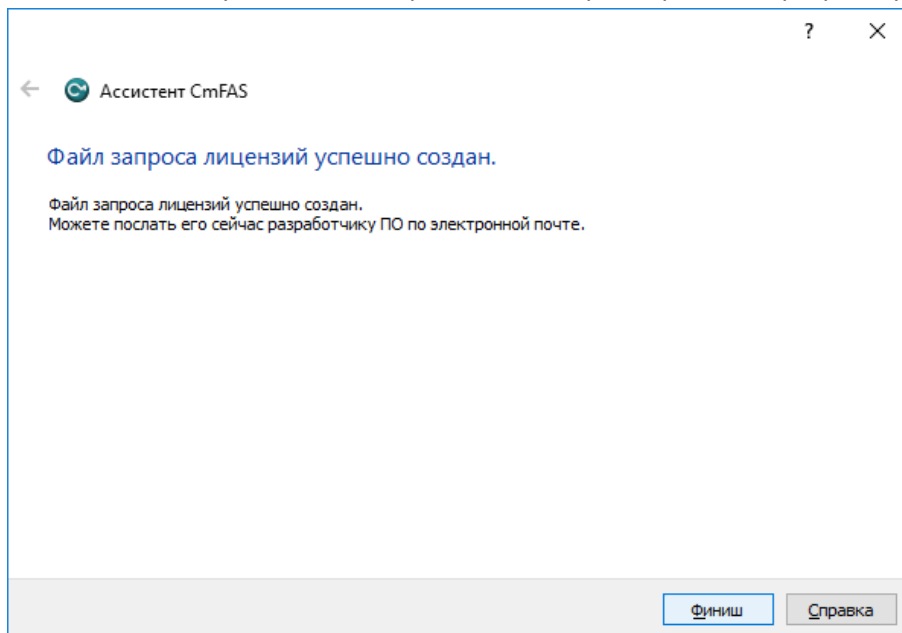 ?
Ассистент CmFAS
Файл запроса лицензий успешно создан.
Файл запроса лицензий успешно создан.
Можете послать его сейчас разработчику ПО по электронной почте.
Финиш
Справка